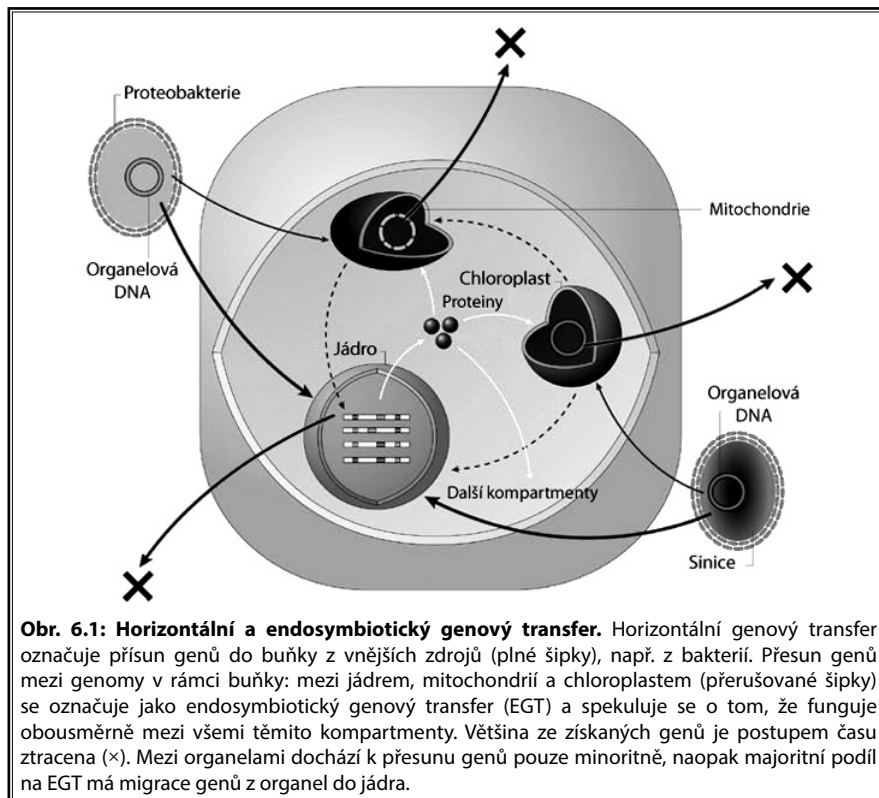 Proteobakterie
Mitochondrie
Organelová
DNA
Chloroplast
Proteiny
Jádro
Organelová
DNA
Další kompartmenty
Sinice
Obr. 6.1: Horizontální a endosymbiotický genový transfer. Horizontální genový transfer
označuje přísun genů do buňky z vnějších zdrojů (plné šipky), např. z bakterií. Přesun genů
mezi genomy v rámci buňky: mezi jádrem, mitochondrií a chloroplastem (přerušované šipky)
se označuje jako endosymbiotický genový transfer (EGT) a spekuluje se o tom, že funguje
obousměrně mezi všemi těmito kompartmenty. Většina ze získaných genů je postupem času
ztracena (×). Mezi organelami dochází k přesunu genů pouze minoritně, naopak majoritní podíl
na EGT má migrace genů z organel do jádra.